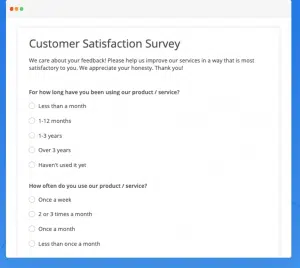 Customer Satisfaction Survey
We care about your feedback! Please help us improve our services in a way that is most
satisfactory to you. We appreciate your honesty. Thank you!
For how long have you been using our product / service?
Less than a month
1-12 months
1-3 years
Over 3 years
Haven't used it yet
How often do you use our product / service?
Once a week
2 or 3 times a month
Once a month
Less than once a month